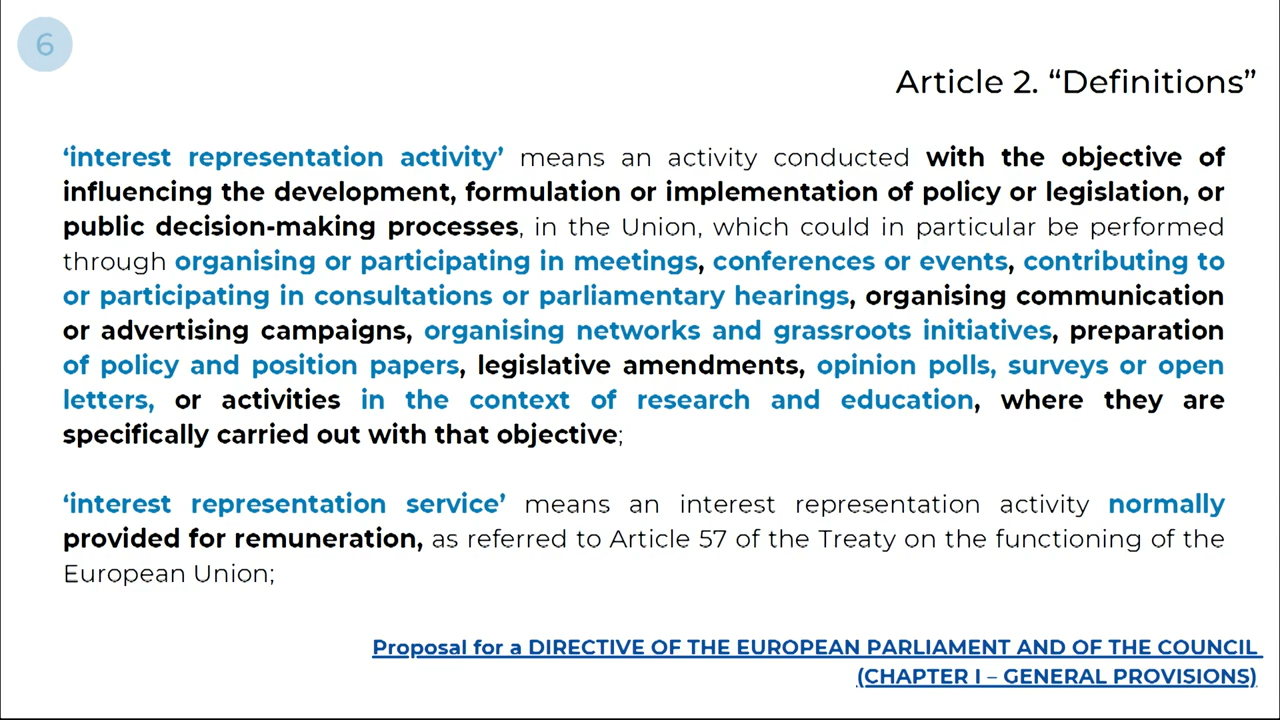 6
Article 2. “Definitions”
‘interest representation activity’ means an activity conducted with the objective of
influencing the development, formulation or implementation of policy or legislation, or
public decision-making processes, in the Union, which could in particular be performed
through organising or participating in meetings, conferences or events, contributing to
or participating in consultations or parliamentary hearings, organising communication
or advertising campaigns, organising networks and grassroots initiatives, preparation
of policy and position papers, legislative amendments, opinion polls, surveys or open
letters, or activities in the context of research and education, where they are
specifically carried out with that objective;
‘interest representation service’ means an interest representation activity normally
provided for remuneration, as referred to Article 57 of the Treaty on the functioning of the
European Union;
Proposal for a DIRECTIVE OF THE EUROPEAN PARLIAMENT AND OF THE COUNCIL
(CHAPTER I – GENERAL PROVISIONS)